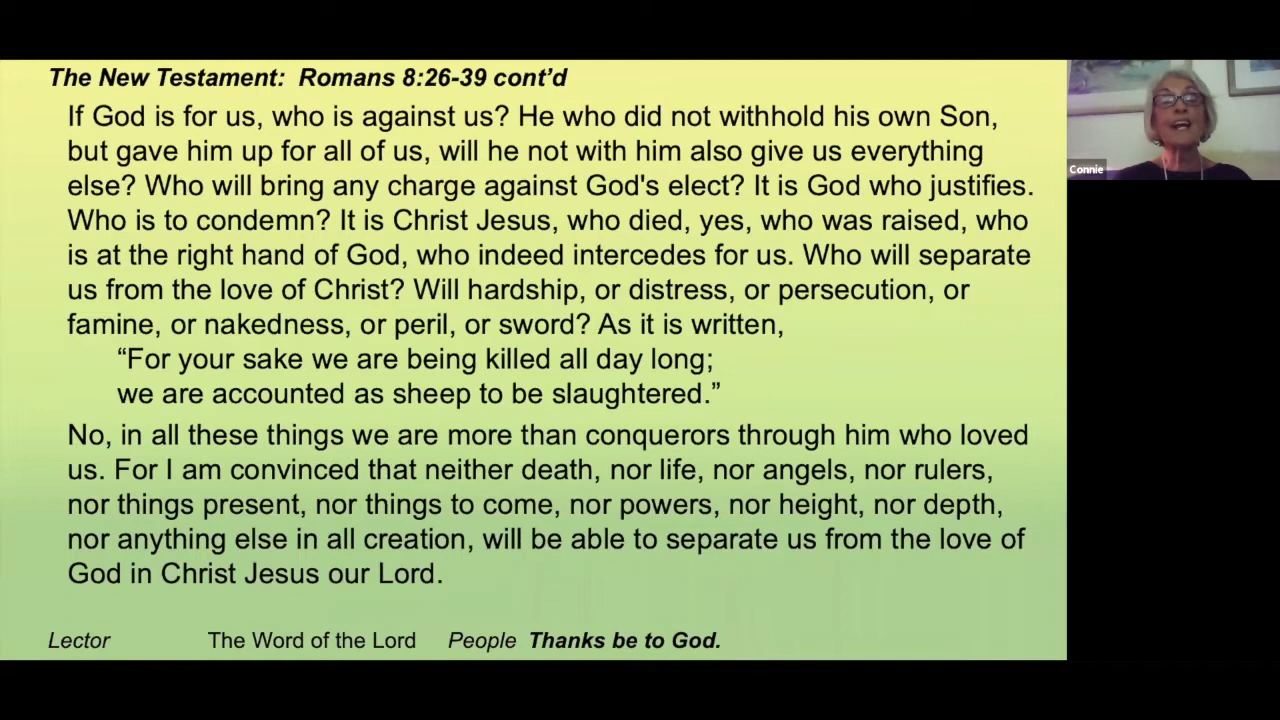 The New Testament: Romans 8:26-39 cont’d
If God is for us, who is against us? He who did not withhold his own Son,
but gave him up for all of us, will he not with him also give us everything
else? Who will bring any charge against God's elect? It is God who justifies.
Who is to condemn? It is Christ Jesus, who died, yes, who was raised, who
is at the right hand of God, who indeed intercedes for us. Who will separate
us from the love of Christ? Will hardship, or distress, or persecution, or
famine, or nakedness, or peril, or sword? As it is written,
“For your sake we are being killed all day long;
we are accounted as sheep to be slaughtered.”
No, in all these things we are more than conquerors through him who loved
us. For I am convinced that neither death, nor life, nor angels, nor rulers,
nor things present, nor things to come, nor powers, nor height, nor depth,
nor anything else in all creation, will be able to separate us from the love of
God in Christ Jesus our Lord.
Lector The Word of the Lord People Thanks be to God.
Connie